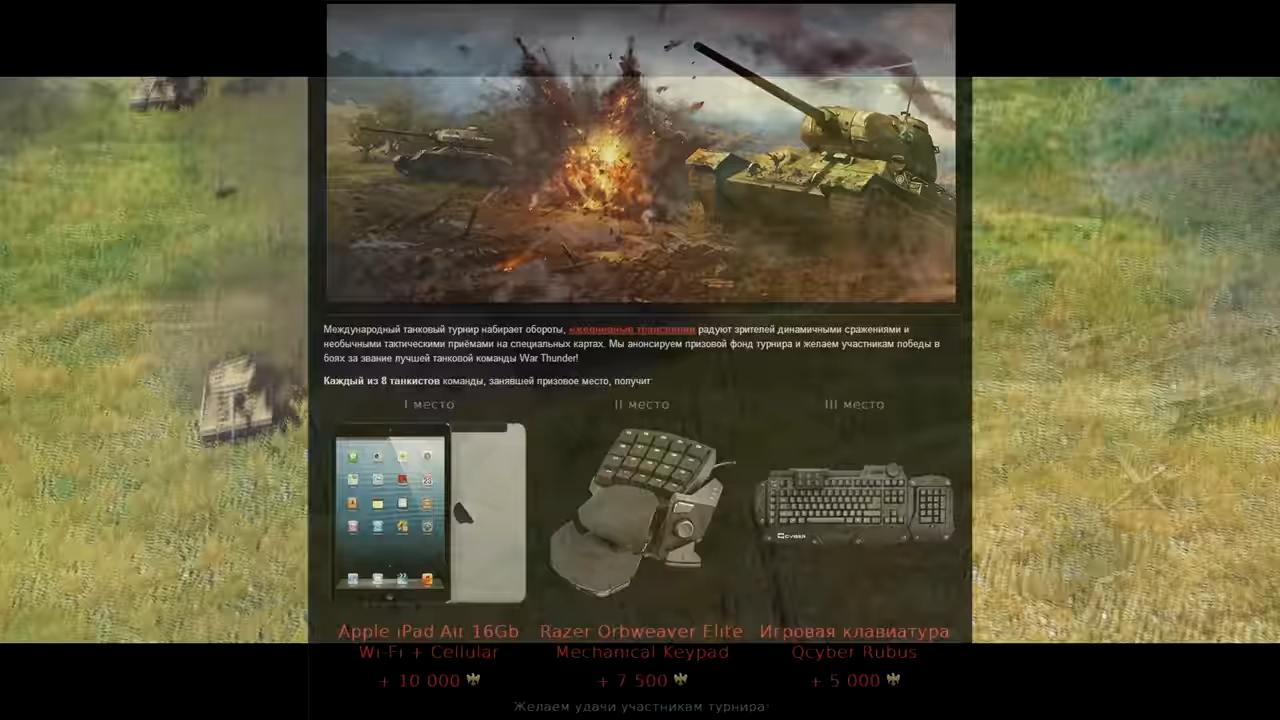 Международный танковый турнир набирает обороты, ежедневные трансляции радуют зрителей динамичными сражениями и
необычными тактическими приёмами на специальных картах. Мы анонсируем призовой фонд турнира и желаем участникам победы в
боях за звание лучшей танковой команды War Thunder!
Каждый из 8 танкистов команды, занявшей призовое место, получит:
I место II место III место
QCYBER
Apple iPad Air 16Gb Razer Orbweaver Elite Игровая клавиатура
Wi-Fi + Cellular Mechanical Keypad Qcyber Rubus
+ 10 000 + 7 500 + 5 000
Желаем удачи участникам турнира!